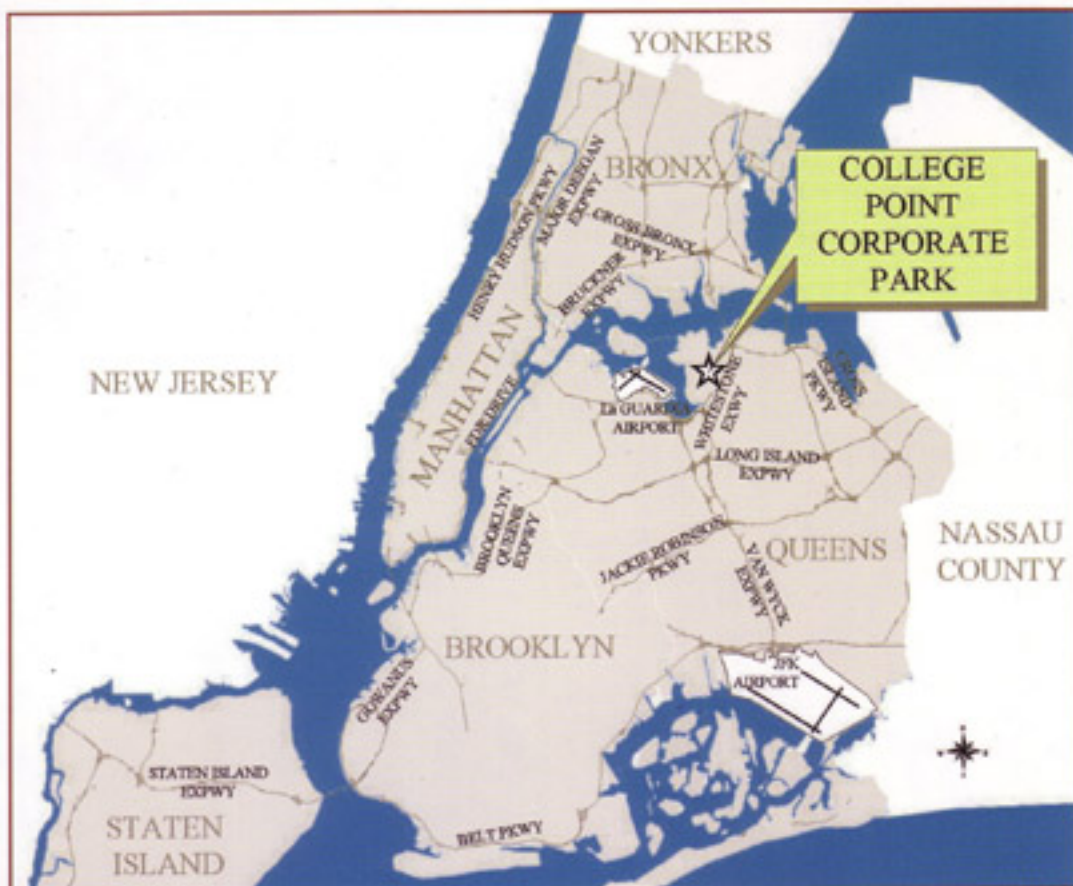 YONKERS
BRONX
COLLEGE
POINT
CORPORATE
PARK
HENRY HUDSON PKWY
MAJOR DEEGAN
EXPWY
CROSS BRONX
EXPWY
BRUCKNER
EXPWY
NEW JERSEY
MANHATTAN
FDR DRIVE
La GUARDIA
AIRPORT
WHITESTONE
EXWY
CROSS
ISLAND
PKWY
LONG ISLAND
EXPWY
BROOKLYN
QUEENS
EXPWY
JACKIE ROBINSON
PKWY
VAN WYCK
EXPWY
QUEENS
NASSAU
COUNTY
BROOKLYN
JFK
AIRPORT
GOWANUS
EXPWY
STATEN ISLAND
EXPWY
STATEN
ISLAND
BELT PKWY